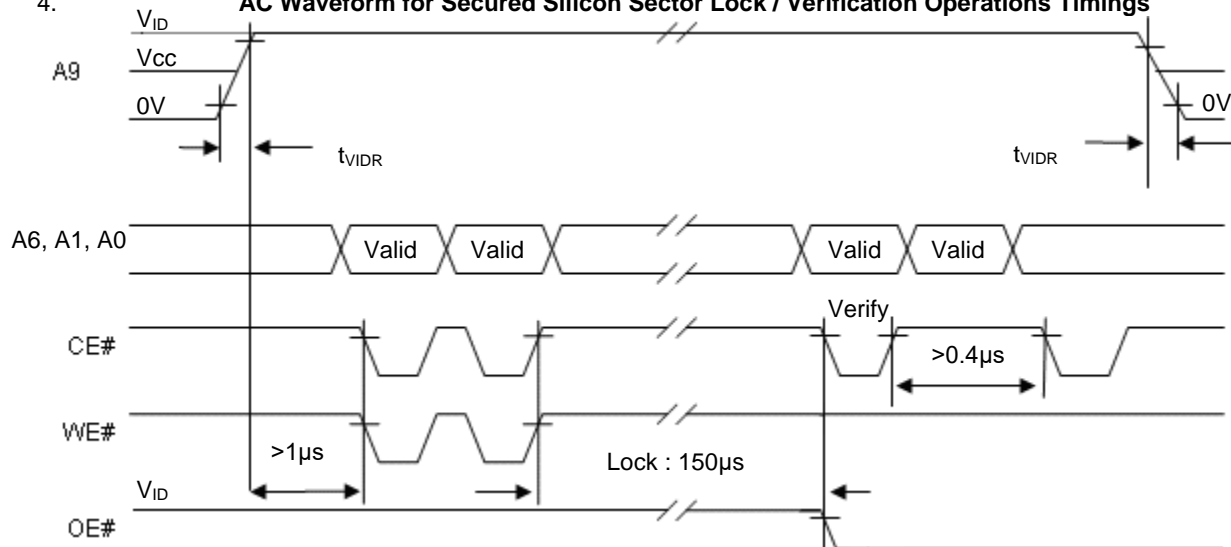 4. AC Waveform for Secured Silicon Sector Lock / Verification Operations Timings
VID
Vcc
A9
0V
0V
tVIDR
tVIDR
A6, A1, A0
Valid
Valid
Valid
Valid
Verify
CE#
>0.4μs
WE#
>1μs
Lock : 150μs
VID
OE#